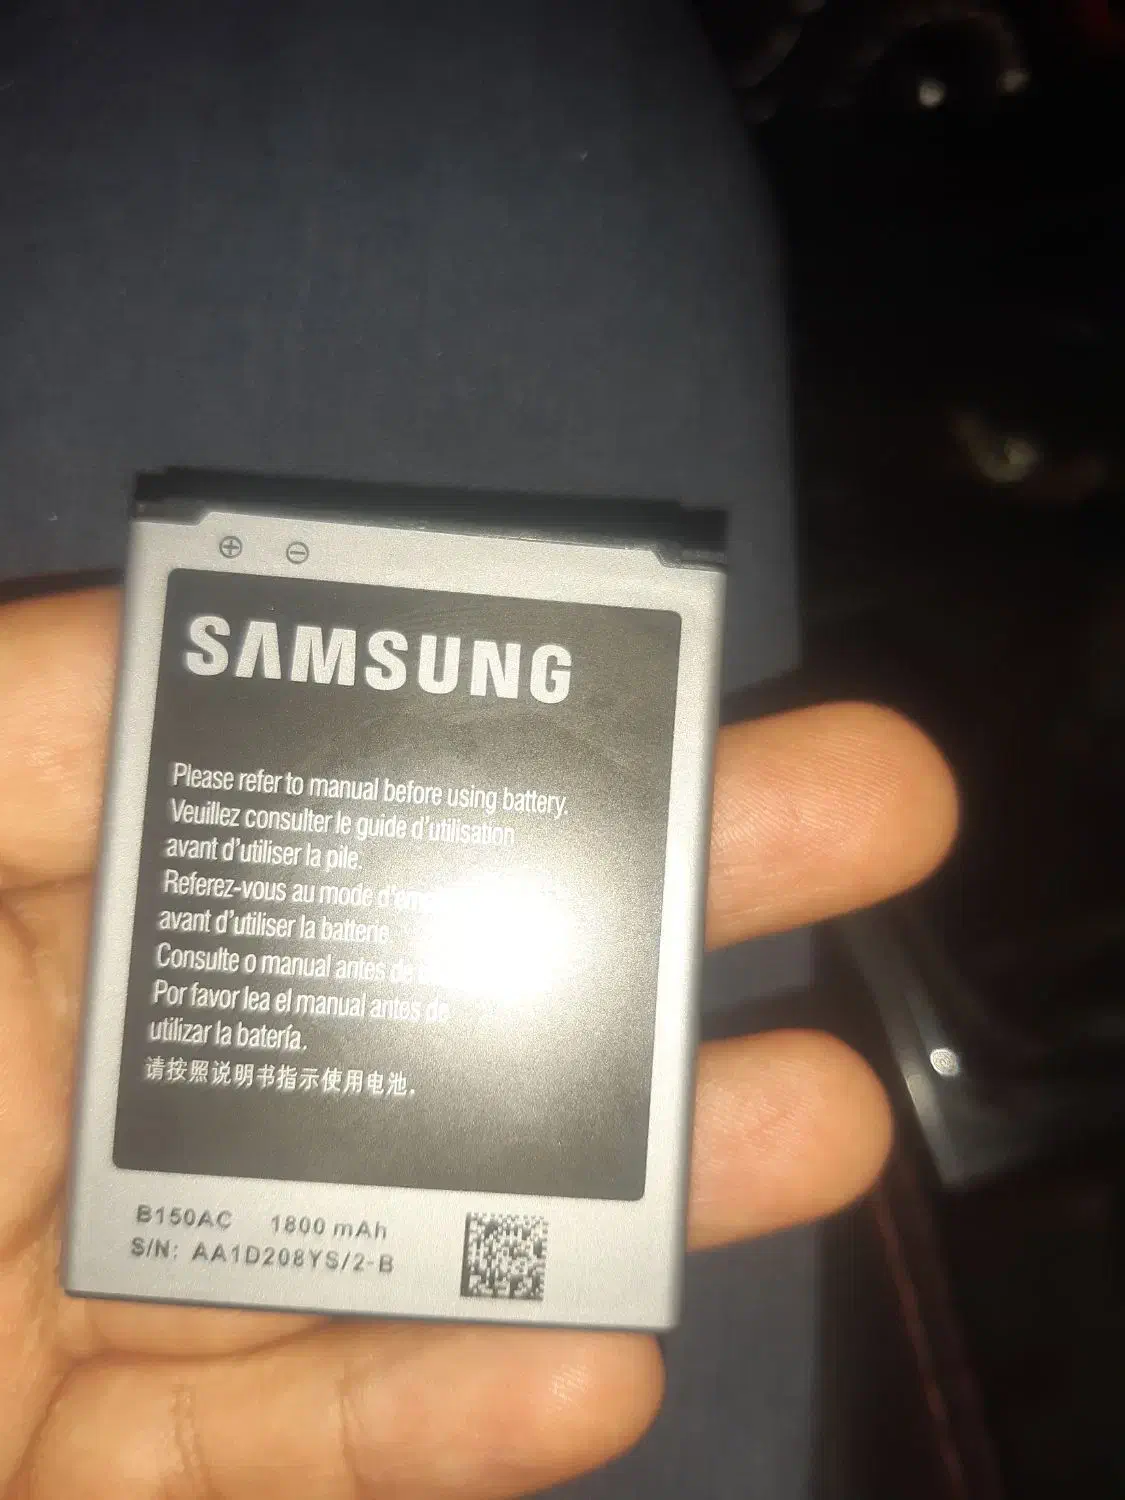 SAMSUNG
Please refer to manual before using battery.
Veuillez consulter le guide d'utilisation
avant d'utiliser la pile.
Referez-vous au mode
avant d'utiliser la batterie
Consulte o manual antes de
Por favor lea el manual antes de
utilizar la batería.
请按照说明书指示使用电池.
B150AC 1800 mAh
S/N: AA1D208YS/2-B